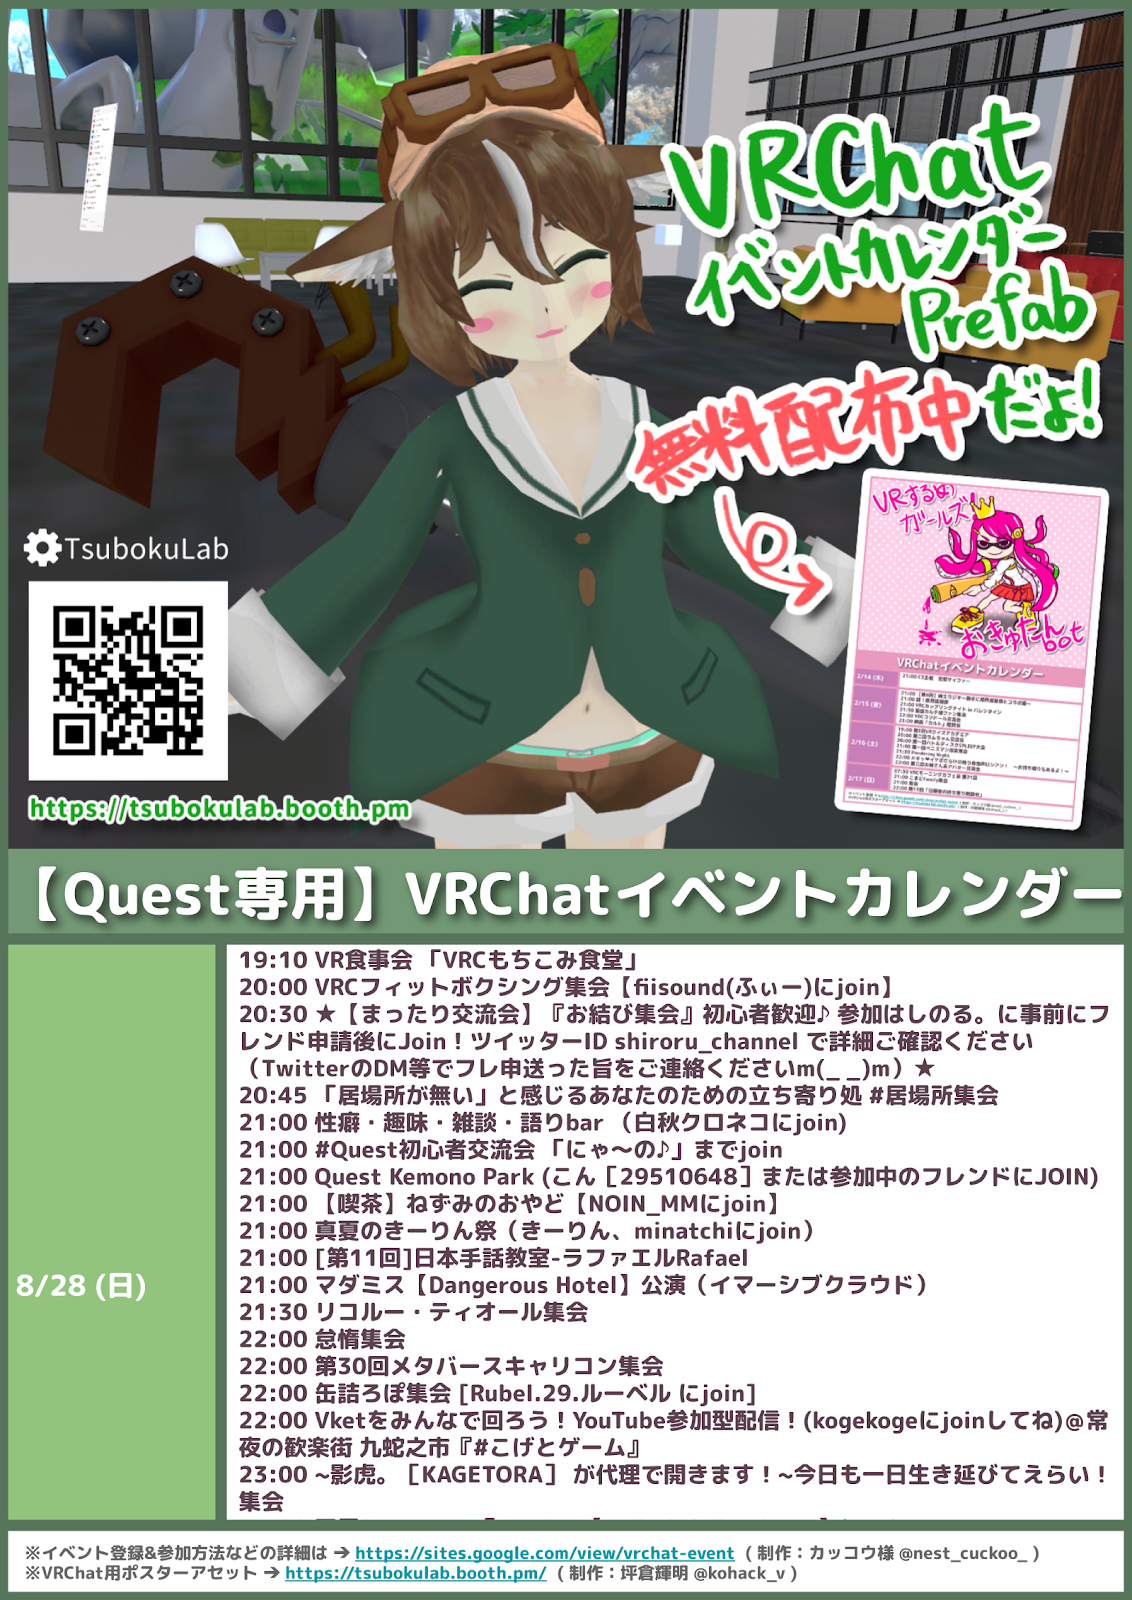 VRChat
イベントカレンダー
Prefab
無料配布中だよ!
VRするめ
ガールズ
おきゅたん
bot
VRChatイベントカレンダー
2/14 (木)
2/15 (金)
2/16 (土)
2/17 (日)
TsubokuLab
https://tsubokulab.booth.pm
【Quest専用】VRChatイベントカレンダー
8/28 (日)
19:10 VR食事会 「VRCもちこみ食堂」
20:00 VRCフィットボクシング集会【fiisound(ふぃー)にjoin】
20:30 ★【まったり交流会】『お結び集会』初心者歓迎♪ 参加はしのる。に事前にフ
レンド申請後にJoin！ツイッターID shiroru_channel で詳細ご確認ください
（TwitterのDM等でフレ申送った旨をご連絡くださいm(_ _)m）★
20:45 「居場所が無い」と感じるあなたのための立ち寄り処 #居場所集会
21:00 性癖・趣味・雑談・語りbar （白秋クロネコにjoin)
21:00 #Quest初心者交流会 「にゃ〜の♪」までjoin
21:00 Quest Kemono Park (こん［29510648］または参加中のフレンドにJOIN)
21:00 【喫茶】ねずみのおやど【NOIN_MMにjoin】
21:00 真夏のきーりん祭（きーりん、minatchiにjoin）
21:00 [第11回]日本手話教室-ラファエルRafael
21:00 マダミス【Dangerous Hotel】公演（イマーシブクラウド）
21:30 リコルー・ティオール集会
22:00 怠惰集会
22:00 第30回メタバースキャリコン集会
22:00 缶詰ろぽ集会 [Rubel.29.ルーベル にjoin]
22:00 Vketをみんなで回ろう！YouTube参加型配信！(kogekogeにjoinしてね)＠常
夜の歓楽街 九蛇之市『#こげとゲーム』
23:00 ~影虎。［KAGETORA］ が代理で開きます！~今日も一日生き延びてえらい！
集会
※イベント登録&参加方法などの詳細は ➔ https://sites.google.com/view/vrchat-event （制作：カッコウ様 @nest_cuckoo_ ）
※VRChat用ポスターアセット ➔ https://tsubokulab.booth.pm/ （制作：坪倉輝明 @kohack_v ）